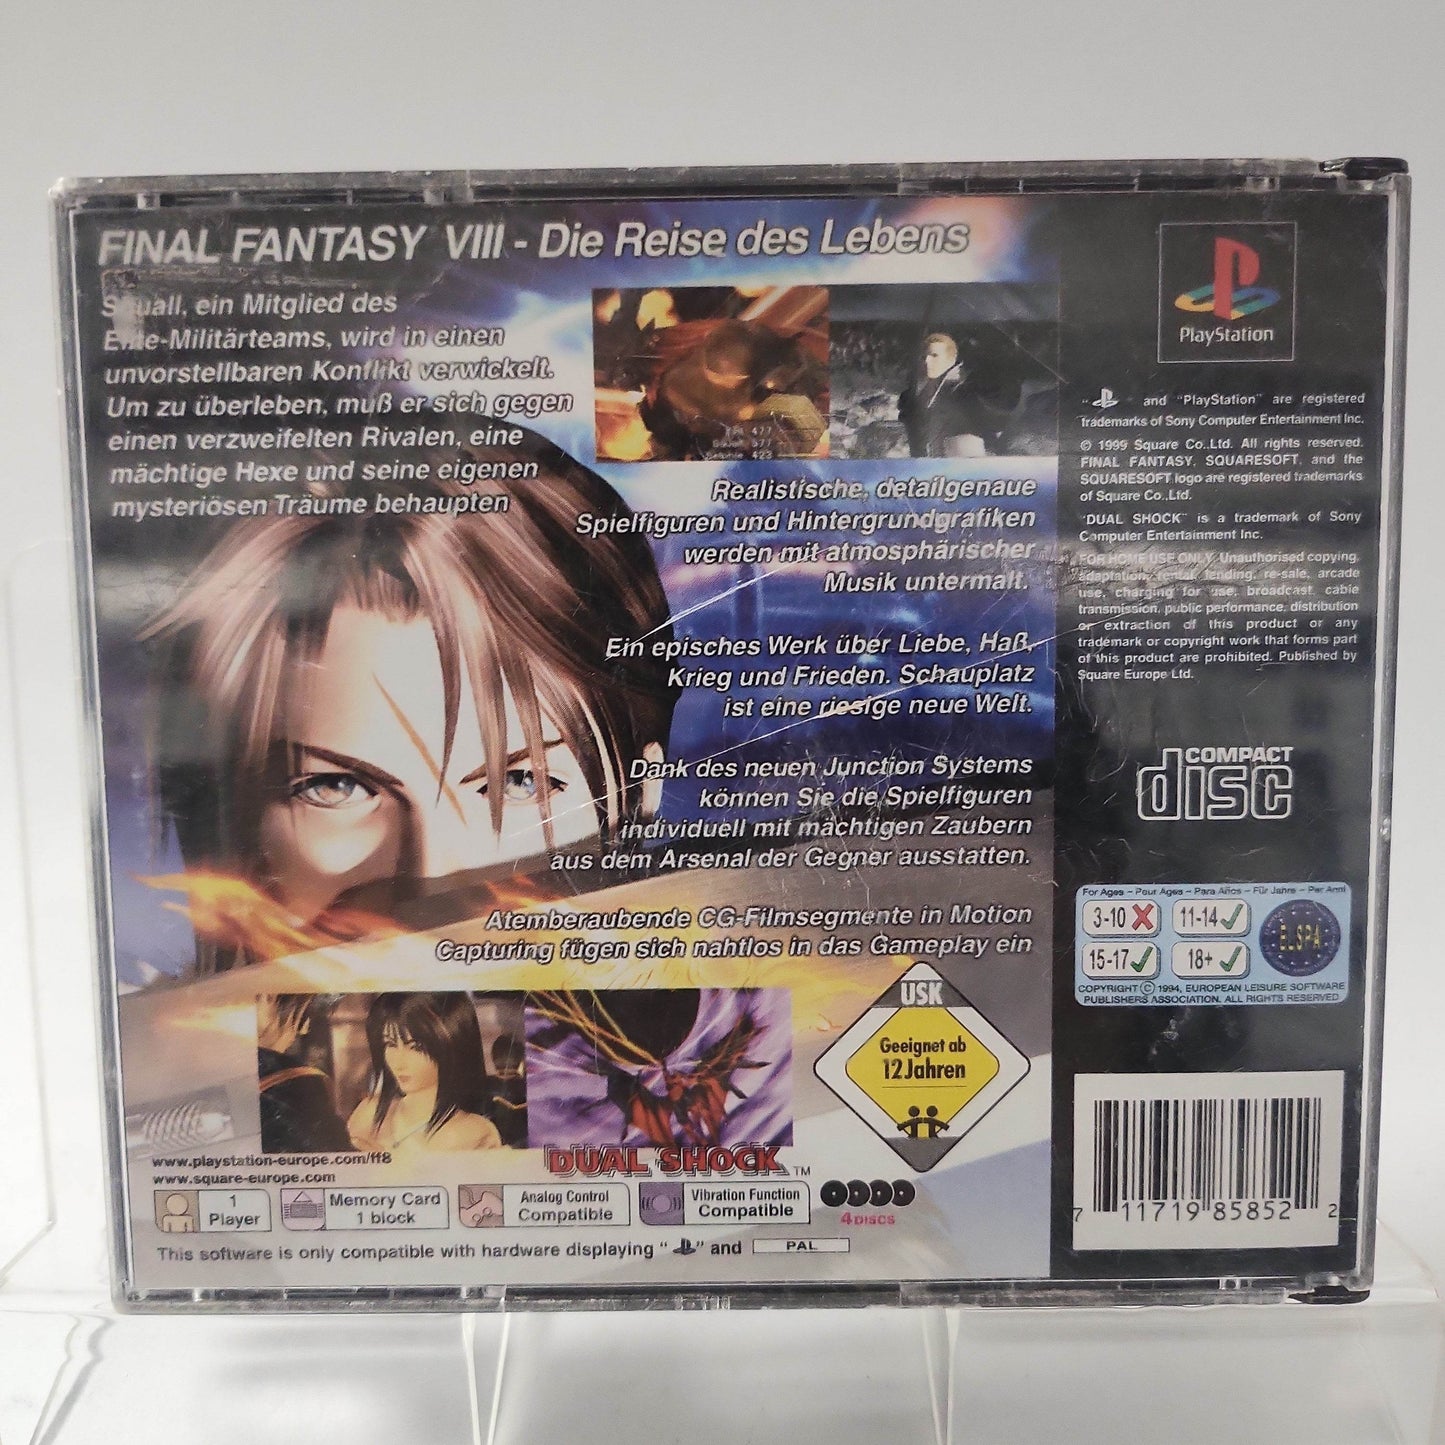 FINAL FANTASY VIII - Die Reise des Lebens
Squall, ein Mitglied des
Elite-Militärteams, wird in einen
unvorstellbaren Konflikt verwickelt.
Um zu überleben, muß er sich gegen
einen verzweifelten Rivalen, eine
mächtige Hexe und seine eigenen
mysteriösen Träume behaupten
477
Squall 577
Selphie 423
Realistische, detailgenaue
Spielfiguren und Hintergrundgrafiken
werden mit atmosphärischer
Musik untermalt.
Ein episches Werk über Liebe, Haß,
Krieg und Frieden. Schauplatz
ist eine riesige neue Welt.
Dank des neuen Junction Systems
können Sie die Spielfiguren
individuell mit mächtigen Zaubern
aus dem Arsenal der Gegner ausstatten.
Atemberaubende CG-Filmsegmente in Motion
Capturing fügen sich nahtlos in das Gameplay ein
USK
Geeignet ab
12 Jahren
www.playstation-europe.com/ff8
www.square-europe.com
DUAL SHOCK™
1
Player
Memory Card
1 block
Analog Control
Compatible
Vibration Function
Compatible
4 DISCS
This software is only compatible with hardware displaying " " and PAL
PlayStation
" " and "PlayStation" are registered
trademarks of Sony Computer Entertainment Inc.
© 1999 Square Co.,Ltd. All rights reserved.
FINAL FANTASY, SQUARESOFT, and the
SQUARESOFT logo are registered trademarks
of Square Co.,Ltd.
"DUAL SHOCK" is a trademark of Sony
Computer Entertainment Inc.
FOR HOME USE ONLY. Unauthorised copying,
adaptation, rental, lending, re-sale, arcade
use, charging for use, broadcast, cable
transmission, public performance, distribution
or extraction of this product or any
trademark or copyright work that forms part
of this product are prohibited. Published by
Square Europe Ltd.
COMPACT
disc
For Ages – Pour Ages – Para Años – Für Jahre – Per Anni
3-10 11-14
15-17 18+
E.SPA
COPYRIGHT © 1994, EUROPEAN LEISURE SOFTWARE
PUBLISHERS ASSOCIATION. ALL RIGHTS RESERVED
7 11719 85852 2